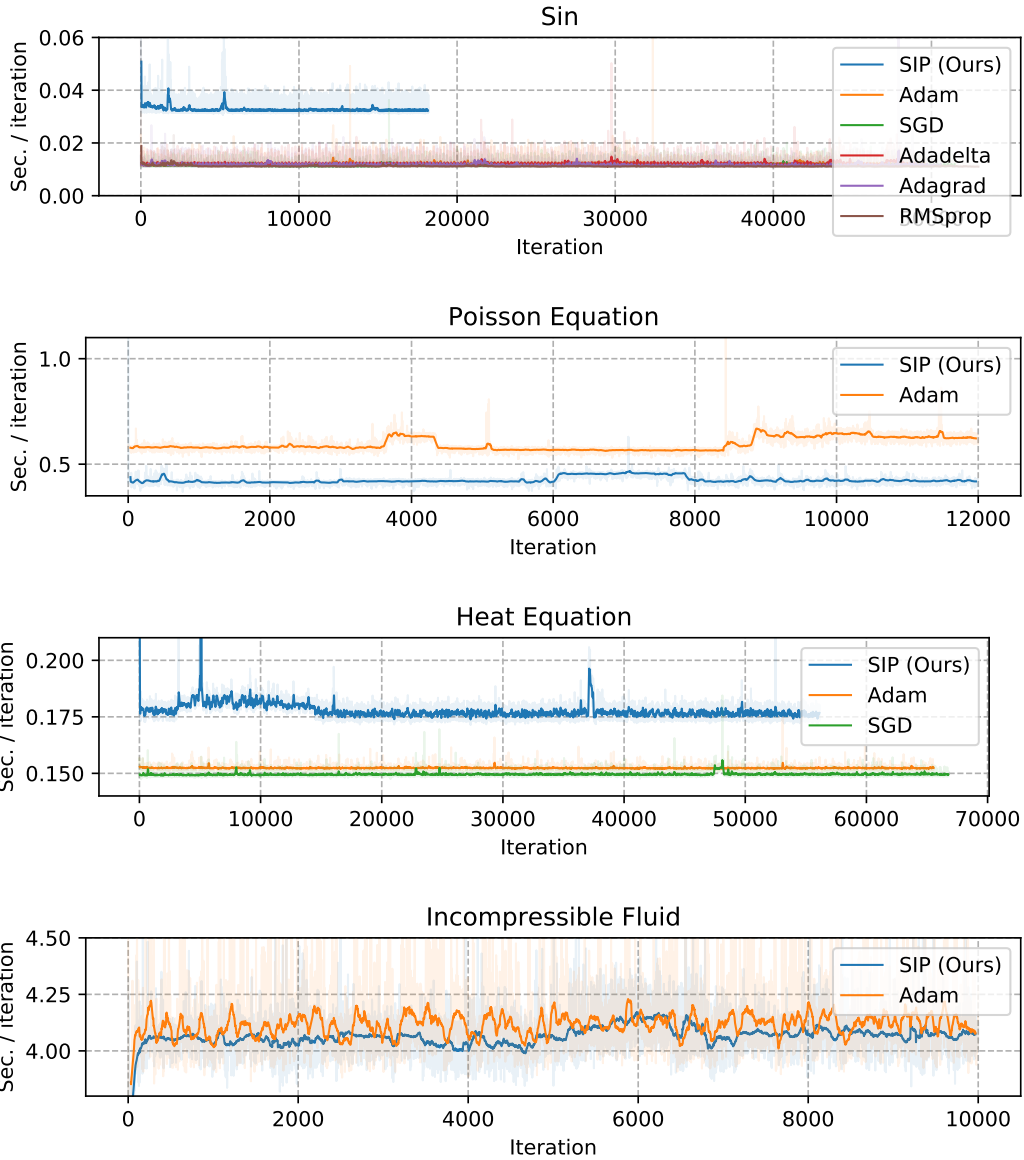 Sin
Sec. / iteration
0.06
0.04
0.02
0.00
SIP (Ours)
Adam
SGD
Adadelta
Adagrad
RMSprop
0 10000 20000 30000 40000 50000
Iteration
Poisson Equation
Sec. / iteration
1.0
0.5
SIP (Ours)
Adam
0 2000 4000 6000 8000 10000 12000
Iteration
Heat Equation
Sec. / iteration
0.200
0.175
0.150
SIP (Ours)
Adam
SGD
0 10000 20000 30000 40000 50000 60000 70000
Iteration
Incompressible Fluid
Sec. / iteration
4.50
4.25
4.00
SIP (Ours)
Adam
0 2000 4000 6000 8000 10000
Iteration